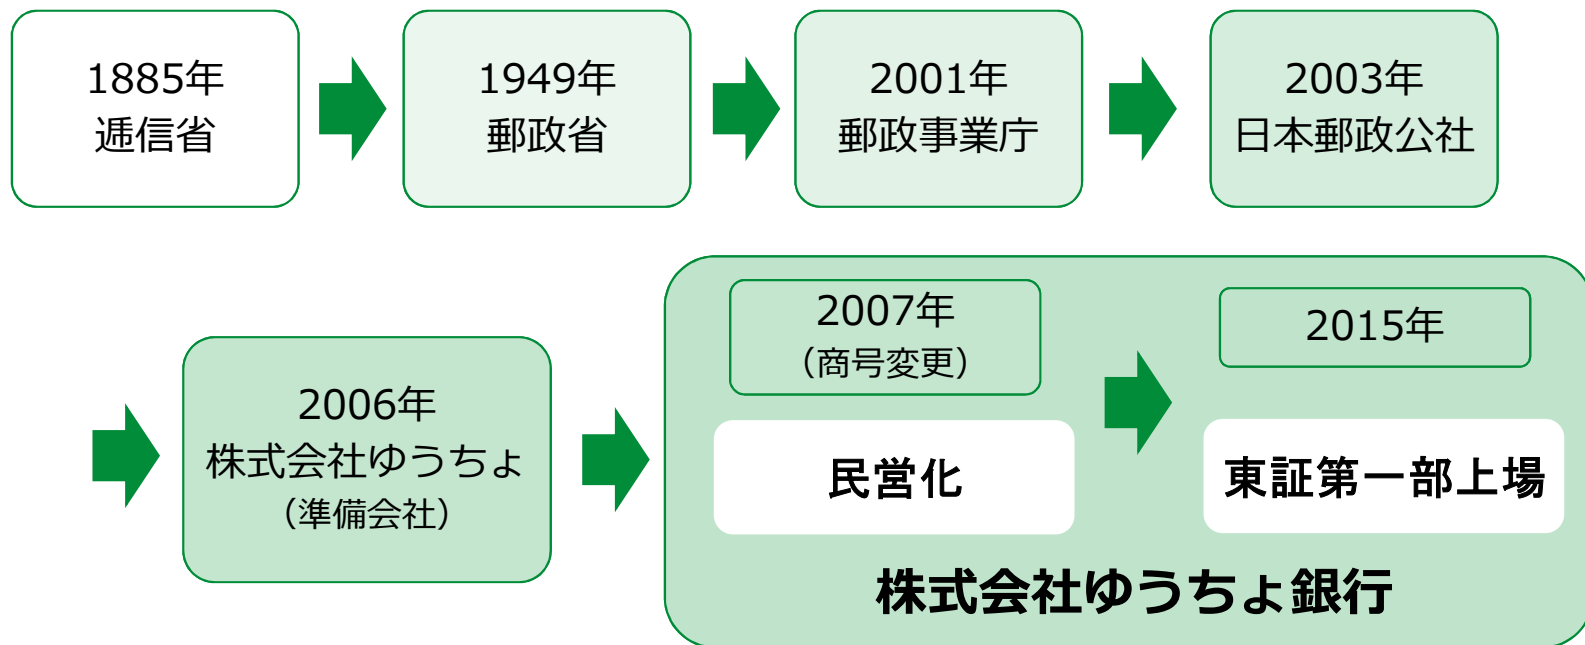 1885年
逓信省
1949年
郵政省
2001年
郵政事業庁
2003年
日本郵政公社
2006年
株式会社ゆうちょ
（準備会社）
2007年
（商号変更）
民営化
2015年
東証第一部上場
株式会社ゆうちょ銀行